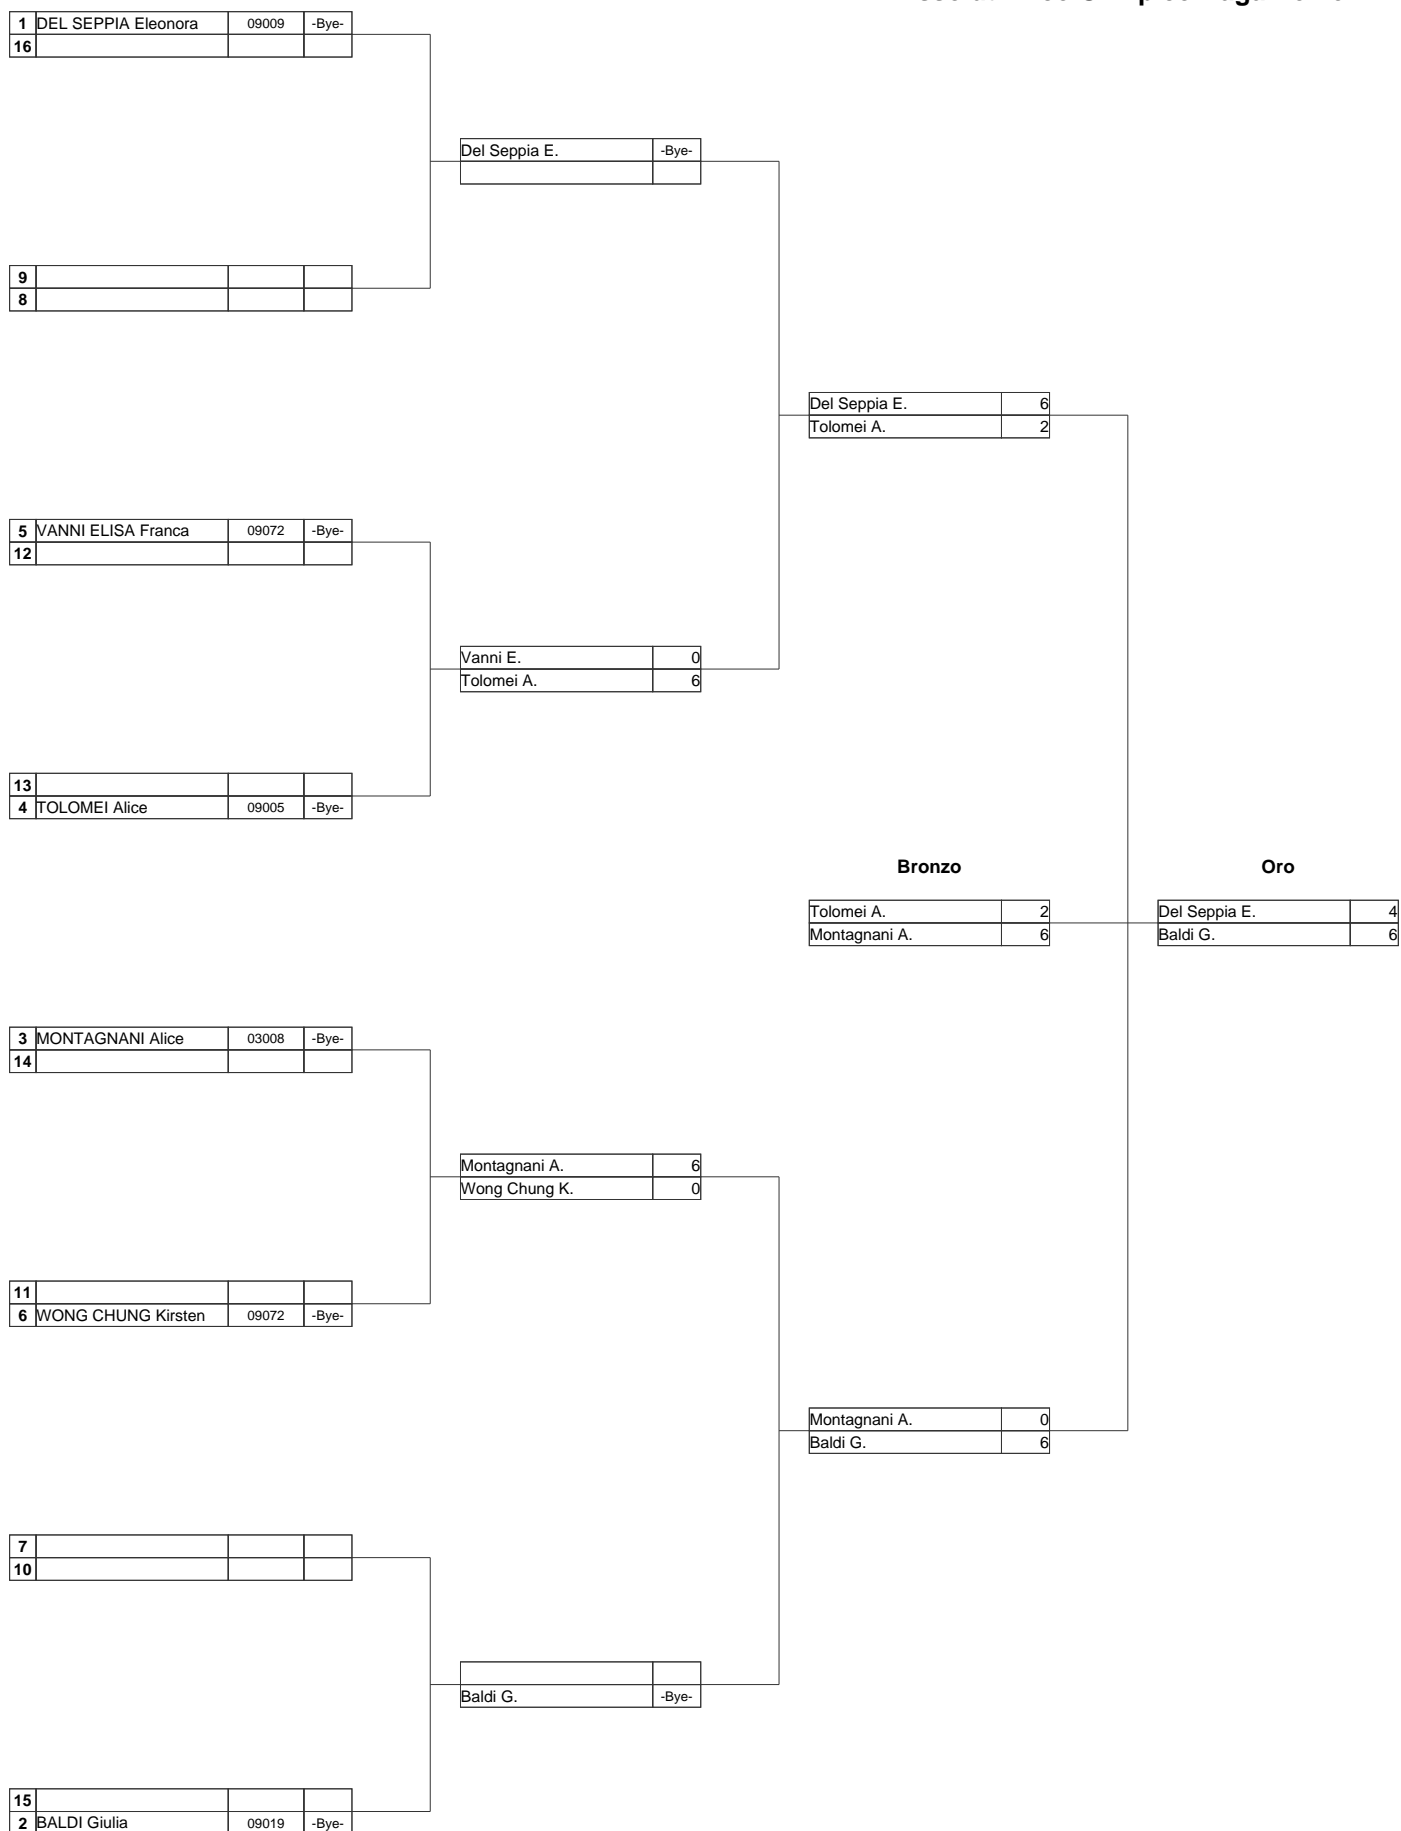 1 DEL SEPPIA Eleonora 09009 -Bye-
16
Del Seppia E. -Bye-
9
8
Del Seppia E. 6
Tolomei A. 2
5 VANNI ELISA Franca 09072 -Bye-
12
Vanni E. 0
Tolomei A. 6
13
4 TOLOMEI Alice 09005 -Bye-
Bronzo Oro
Tolomei A. 2 Del Seppia E. 4
Montagnani A. 6 Baldi G. 6
3 MONTAGNANI Alice 03008 -Bye-
14
Montagnani A. 6
Wong Chung K. 0
11
6 WONG CHUNG Kirsten 09072 -Bye-
Montagnani A. 0
Baldi G. 6
7
10
Baldi G. -Bye-
15
2 BALDI Giulia 09019 -Bye-